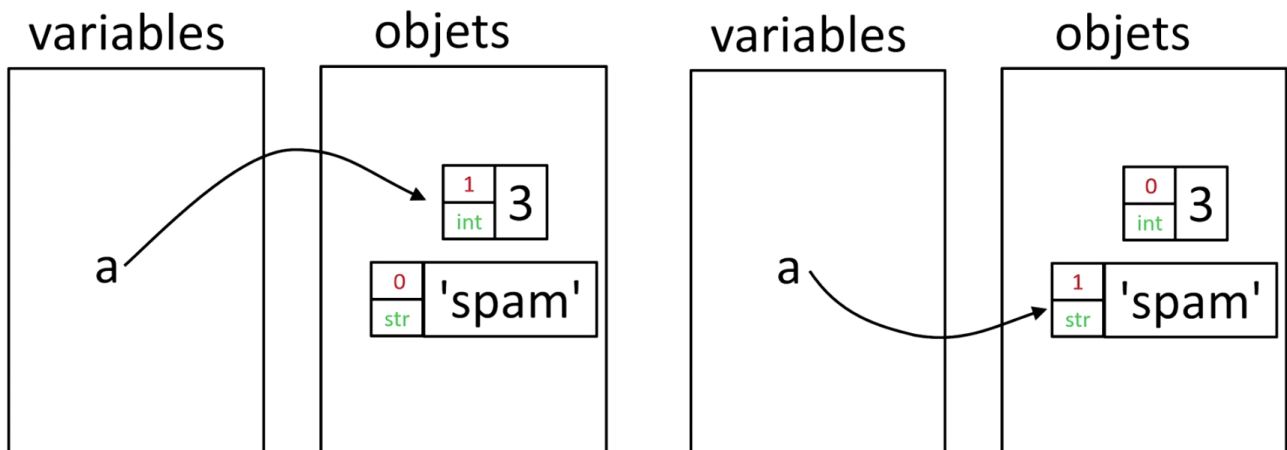 variables objets variables objets
1 3 0 3
int int
a a
0 'spam' 1 'spam'
str str